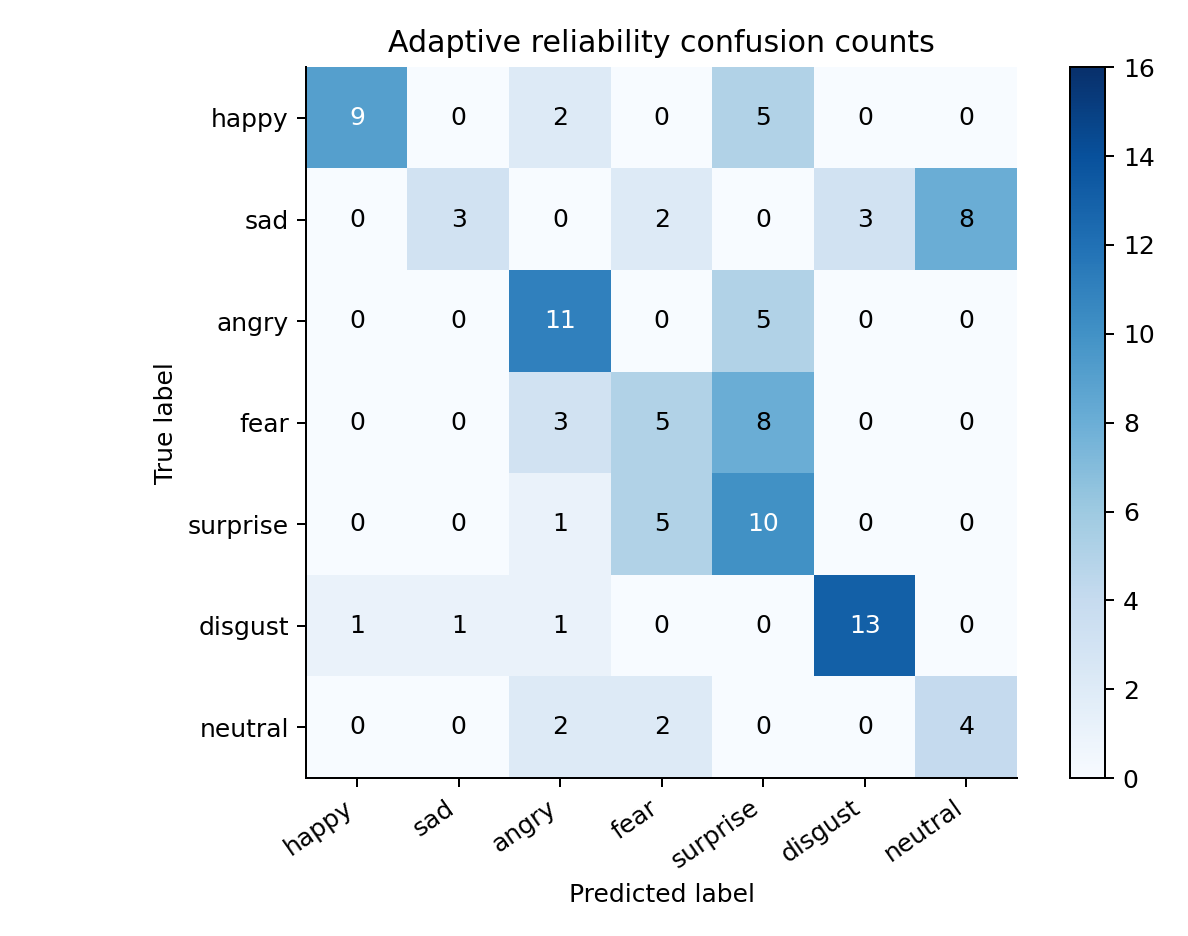 Adaptive reliability confusion counts
happy 9 0 2 0 5 0 0
sad 0 3 0 2 0 3 8
angry 0 0 11 0 5 0 0
fear 0 0 3 5 8 0 0
surprise 0 0 1 5 10 0 0
disgust 1 1 1 0 0 13 0
neutral 0 0 2 2 0 0 4
True label
happy sad angry fear surprise disgust neutral
Predicted label
16
14
12
10
8
6
4
2
0